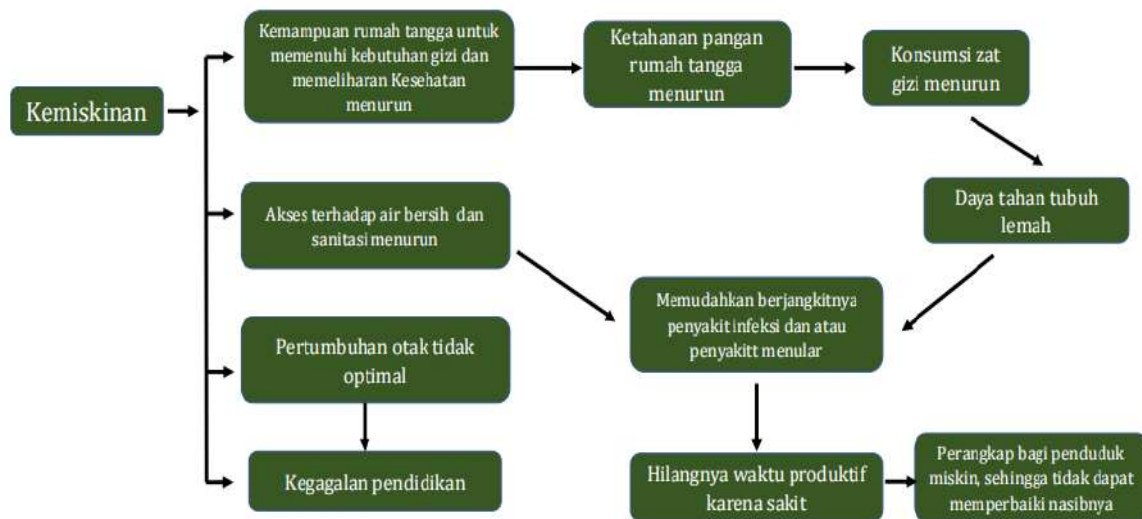 Kemiskinan
Kemampuan rumah tangga untuk
memenuhi kebutuhan gizi dan
memeliharan Kesehatan
menurun
Ketahanan pangan
rumah tangga
menurun
Konsumsi zat
gizi menurun
Daya tahan tubuh
lemah
Akses terhadap air bersih dan
sanitasi menurun
Memudahkan berjangkitnya
penyakit infeksi dan atau
penyakitt menular
Pertumbuhan otak tidak
optimal
Kegagalan pendidikan
Hilangnya waktu produktif
karena sakit
Perangkap bagi penduduk
miskin, sehingga tidak dapat
memperbaiki nasibnya